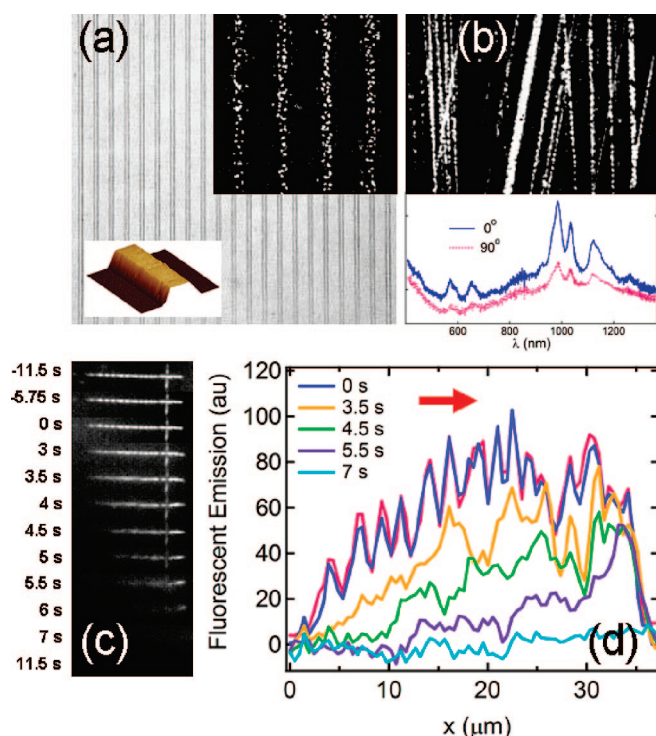 (a)
(b)
0°
90°
600 800 1000 1200
λ (nm)
-11.5 s
-5.75 s
0 s
3 s
3.5 s
4 s
4.5 s
5 s
5.5 s
6 s
7 s
11.5 s
(c)
Fluorescent Emission (au)
120
100
80
60
40
20
0
0 s
3.5 s
4.5 s
5.5 s
7 s
(d)
0 10 20 30
x (μm)